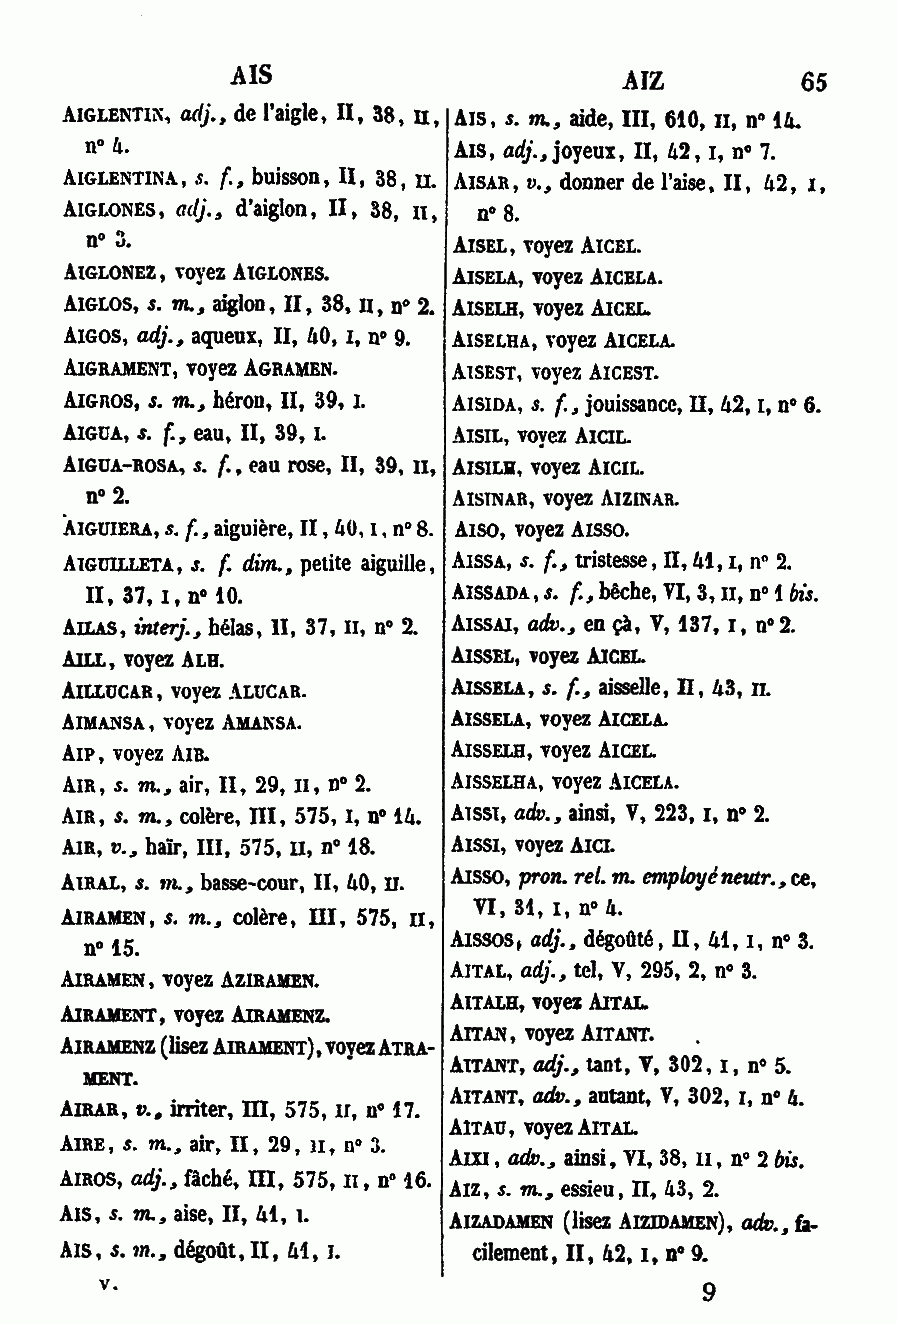 AIS
AIZ 65
AIGLENTIN, adj., de l'aigle, II, 38, II,
n° 4.
AIGLENTINA, s. f., buisson, II, 38, II.
AIGLONES, adj., d'aiglon, II, 38, II,
n° 3.
AIGLONEZ, voyez AIGLONES.
AIGLOS, s. m., aiglon, II, 38, II, n° 2.
AIGOS, adj., aqueux, II, 40, I, n° 9.
AIGRAMENT, voyez AGRAMEN.
AIGROS, s. m., héron, II, 39, I.
AIGUA, s. f., eau, II, 39, I.
AIGUA-ROSA, s. f., eau rose, II, 39, II,
n° 2.
AIGUIERA, s. f., aiguière, II, 40, I, n° 8.
AIGUILLETA, s. f. dim., petite aiguille,
II, 37, I, n° 10.
AILAS, interj., hélas, II, 37, II, n° 2.
AILL, voyez ALH.
AILLUCAR, voyez ALUCAR.
AIMANSA, voyez AMANSA.
AIP, voyez AIB.
AIR, s. m., air, II, 29, II, n° 2.
AIR, s. m., colère, III, 575, I, n° 14.
AIR, v., haïr, III, 575, II, n° 18.
AIRAL, s. m., basse-cour, II, 40, II.
AIRAMEN, s. m., colère, III, 575, II,
n° 15.
AIRAMEN, voyez AZIRAMEN.
AIRAMENT, voyez AIRAMENZ.
AIRAMENZ (lisez AIRAMENT), voyez ATRA-
MENT.
AIRAR, v., irriter, III, 575, II, n° 17.
AIRE, s. m., air, II, 29, II, n° 3.
AIROS, adj., fâché, III, 575, II, n° 16.
AIS, s. m., aise, II, 41, I.
AIS, s. m., dégoût, II, 41, I.
V.
AIS, s. m., aide, III, 610, II, n° 14.
AIS, adj., joyeux, II, 42, I, n° 7.
AISAR, v., donner de l'aise, II, 42, I,
n° 8.
AISEL, voyez AICEL.
AISELA, voyez AICELA.
AISELH, voyez AICEL.
AISELHA, voyez AICELA.
AISEST, voyez AICEST.
AISIDA, s. f., jouissance, II, 42, I, n° 6.
AISIL, voyez AICIL.
AISILH, voyez AICIL.
AISINAR, voyez AIZINAR.
AISO, voyez AISSO.
AISSA, s. f., tristesse, II, 41, I, n° 2.
AISSADA, s. f., bêche, VI, 3, II, n° 1 bis.
AISSAI, adv., en çà, V, 137, I, n° 2.
AISSEL, voyez AICEL.
AISSELA, s. f., aisselle, II, 43, II.
AISSELA, voyez AICELA.
AISSELH, voyez AICEL.
AISSELHA, voyez AICELA.
AISSI, adv., ainsi, V, 223, I, n° 2.
AISSI, voyez AICI.
AISSO, pron. rel. m. employé neutr., ce,
VI, 31, I, n° 4.
AISSOS, adj., dégoûté, II, 41, I, n° 3.
AITAL, adj., tel, V, 295, 2, n° 3.
AITALH, voyez AITAL.
AITAN, voyez AITANT.
AITANT, adj., tant, V, 302, I, n° 5.
AITANT, adv., autant, V, 302, I, n° 4.
AITAU, voyez AITAL.
AIXI, adv., ainsi, VI, 38, II, n° 2 bis.
AIZ, s. m., essieu, II, 43, 2.
AIZADAMEN (lisez AIZIDAMEN), adv., fa-
cilement, II, 42, I, n° 9.
9